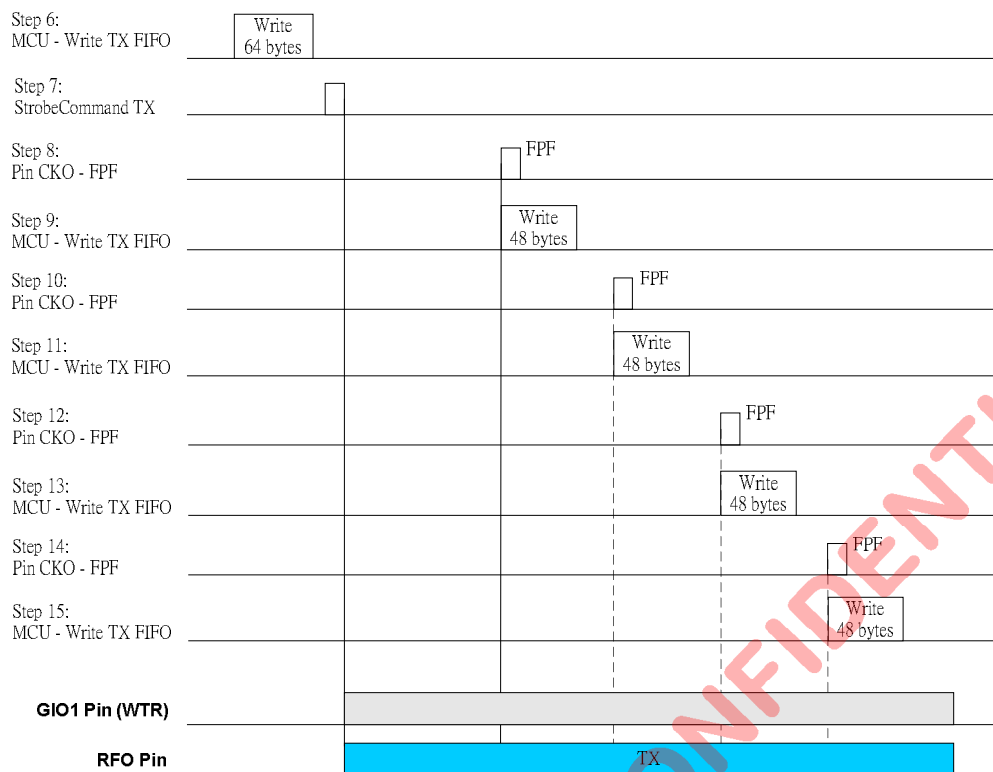 Step 6:
MCU - Write TX FIFO
Write
64 bytes
Step 7:
StrobeCommand TX
Step 8:
Pin CKO - FPF
FPF
Step 9:
MCU - Write TX FIFO
Write
48 bytes
Step 10:
Pin CKO - FPF
FPF
Step 11:
MCU - Write TX FIFO
Write
48 bytes
Step 12:
Pin CKO - FPF
FPF
Step 13:
MCU - Write TX FIFO
Write
48 bytes
Step 14:
Pin CKO - FPF
FPF
Step 15:
MCU - Write TX FIFO
Write
48 bytes
GIO1 Pin (WTR)
RFO Pin
TX
ONFIDENTI